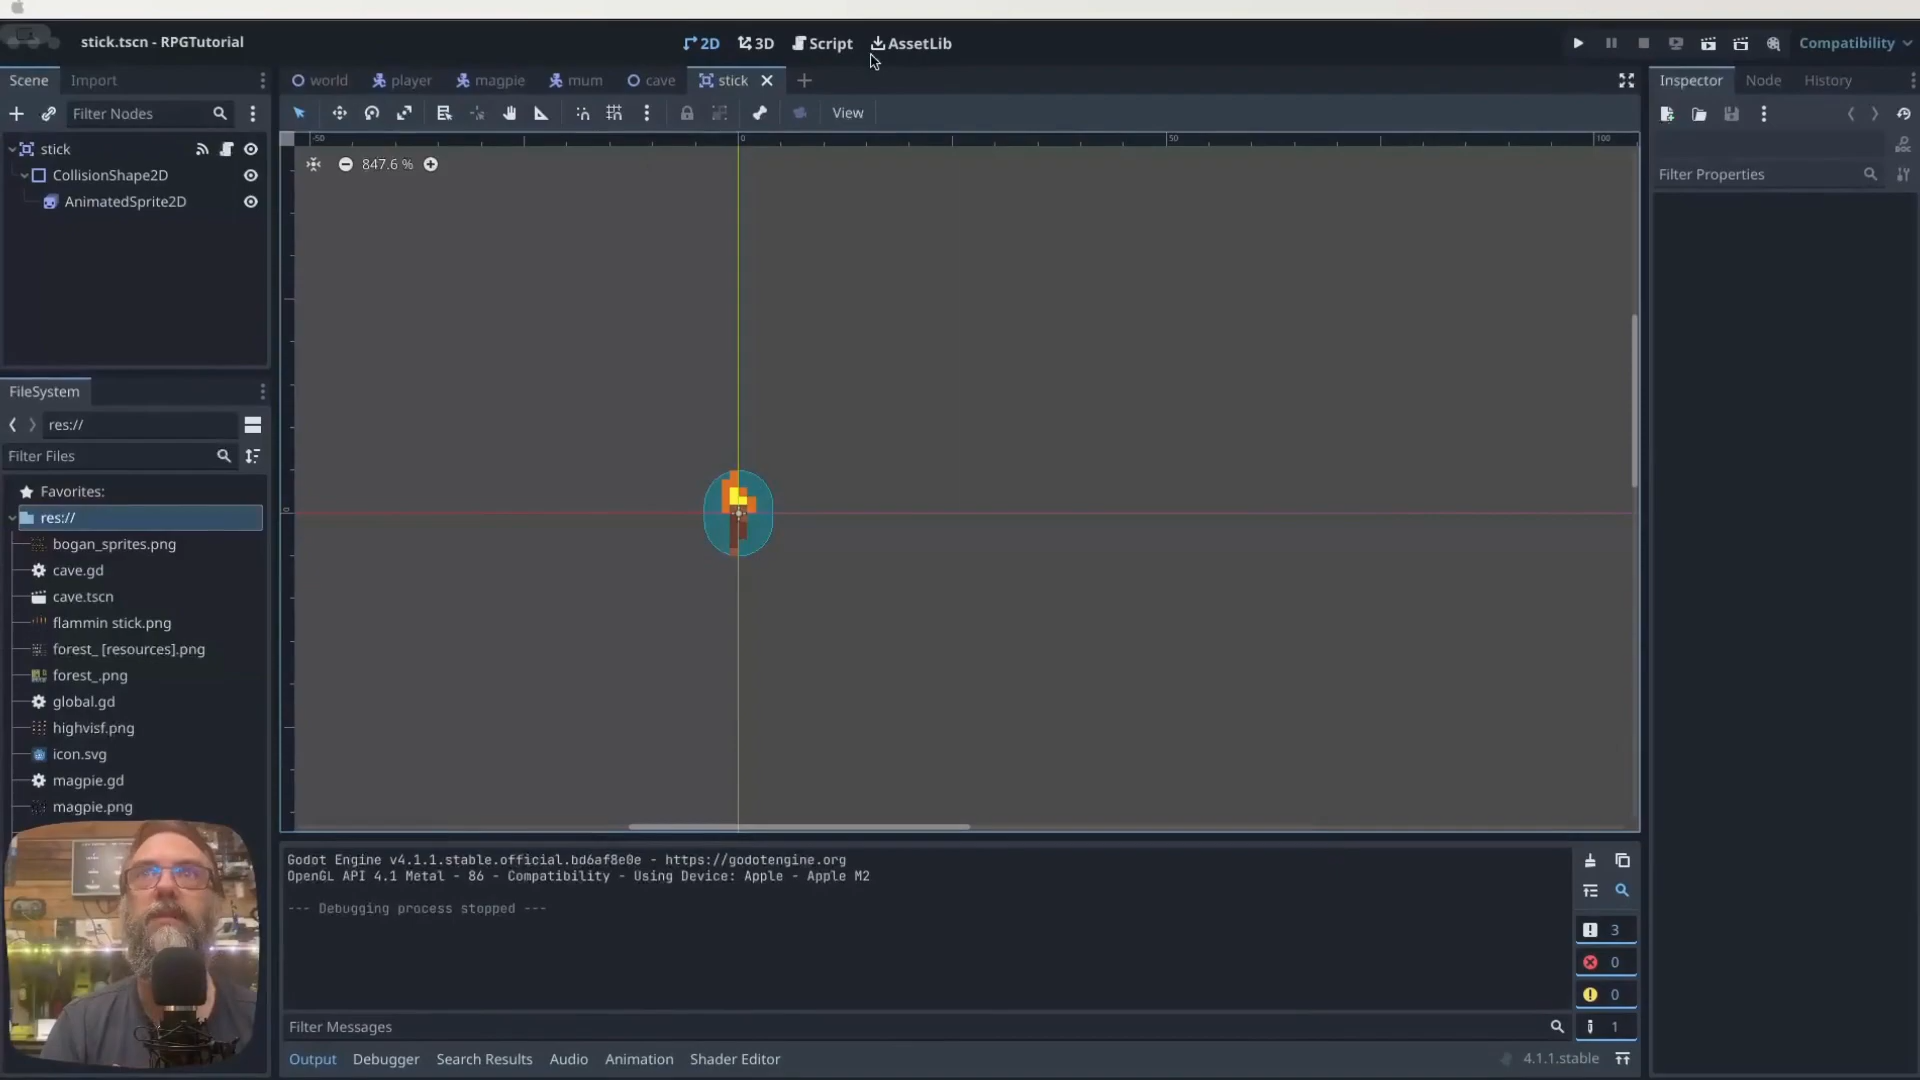 stick.tscn - RPGTutorial
2D
3D
Script
AssetLib
Compatibility
Scene
Import
world
player
magpie
mum
cave
stick
Inspector
Node
History
Filter Nodes
View
stick
CollisionShape2D
AnimatedSprite2D
-50
0
50
100
847.6 %
0
Filter Properties
FileSystem
res://
Filter Files
Favorites:
res://
bogan_sprites.png
cave.gd
cave.tscn
flammin stick.png
forest_ [resources].png
forest_.png
global.gd
highvisf.png
icon.svg
magpie.gd
magpie.png
Godot Engine v4.1.1.stable.official.bd6af8e0e - https://godotengine.org
OpenGL API 4.1 Metal - 86 - Compatibility - Using Device: Apple - Apple M2
--- Debugging process stopped ---
3
0
0
1
Filter Messages
Output
Debugger
Search Results
Audio
Animation
Shader Editor
4.1.1.stable